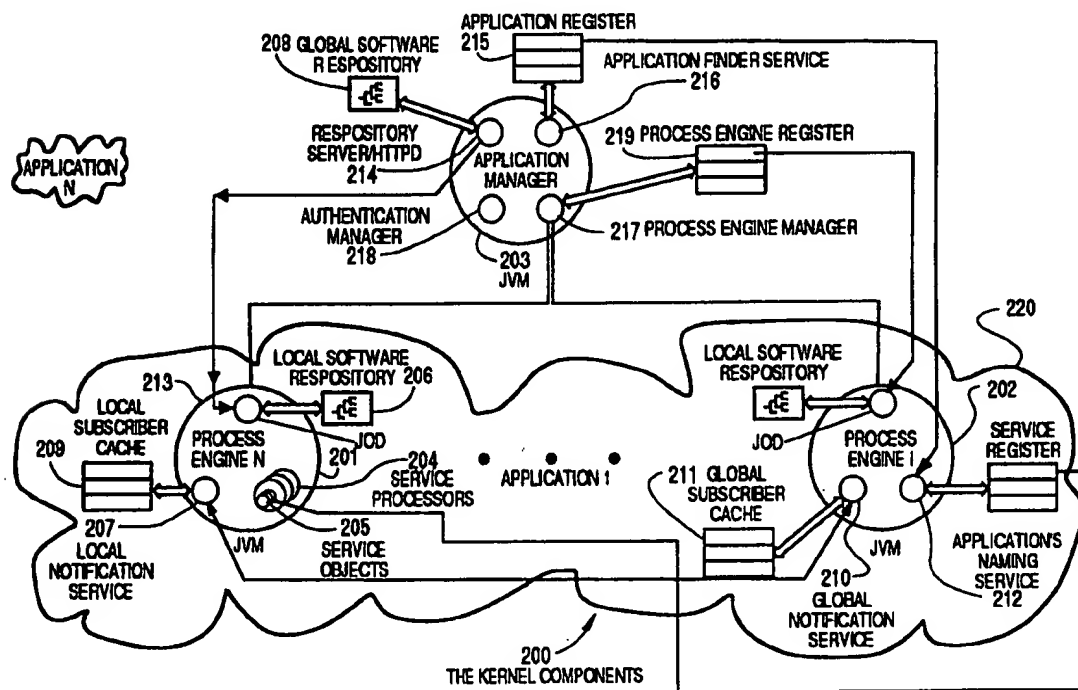 APPLICATION REGISTER
215
208 GLOBAL SOFTWARE
R ESPOSITORY
APPLICATION FINDER SERVICE
216
RESPOSITORY
SERVER/HTTPD
214
APPLICATION
MANAGER
219 PROCESS ENGINE REGISTER
APPLICATION
N
AUTHENTICATION
MANAGER
218
217 PROCESS ENGINE MANAGER
203
JVM
220
213
LOCAL SOFTWARE
RESPOSITORY
206
LOCAL SOFTWARE
RESPOSITORY
202
LOCAL
SUBSCRIBER
CACHE
209
JOD
PROCESS
ENGINE N
201
204
SERVICE
PROCESSORS
APPLICATION 1
JOD
PROCESS
ENGINE I
SERVICE
REGISTER
211 GLOBAL
SUBSCRIBER
CACHE
207
LOCAL
NOTIFICATION
SERVICE
JVM
205
SERVICE
OBJECTS
JVM
210
GLOBAL
NOTIFICATION
SERVICE
APPLICATION'S
NAMING
SERVICE
212
200
THE KERNEL COMPONENTS